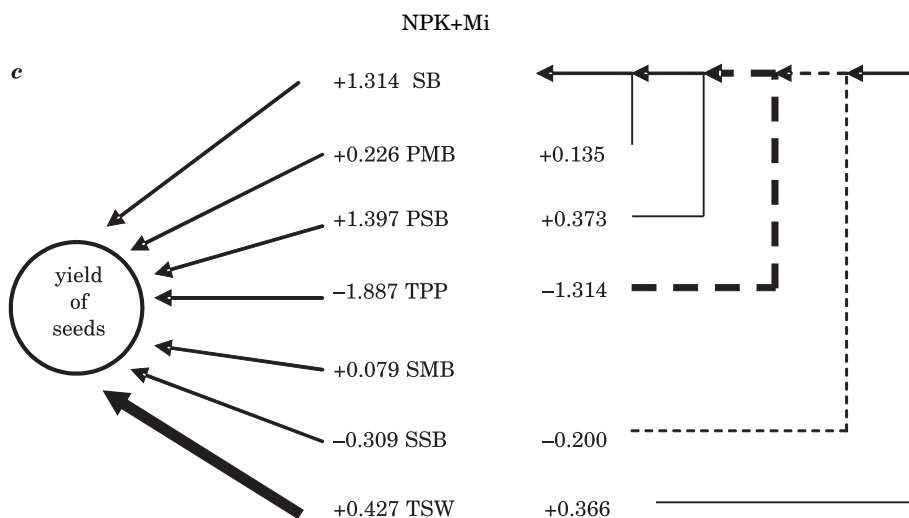 NPK+Mi
c
+1.314 SB
+0.226 PMB +0.135
+1.397 PSB +0.373
yield
of
seeds
–1.887 TPP –1.314
+0.079 SMB
–0.309 SSB –0.200
+0.427 TSW +0.366